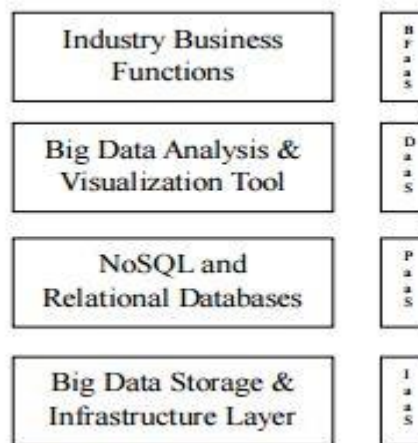 Industry Business
Functions
B
F
a
a
S
Big Data Analysis &
Visualization Tool
D
a
a
S
NoSQL and
Relational Databases
P
a
a
S
Big Data Storage &
Infrastructure Layer
I
a
a
S